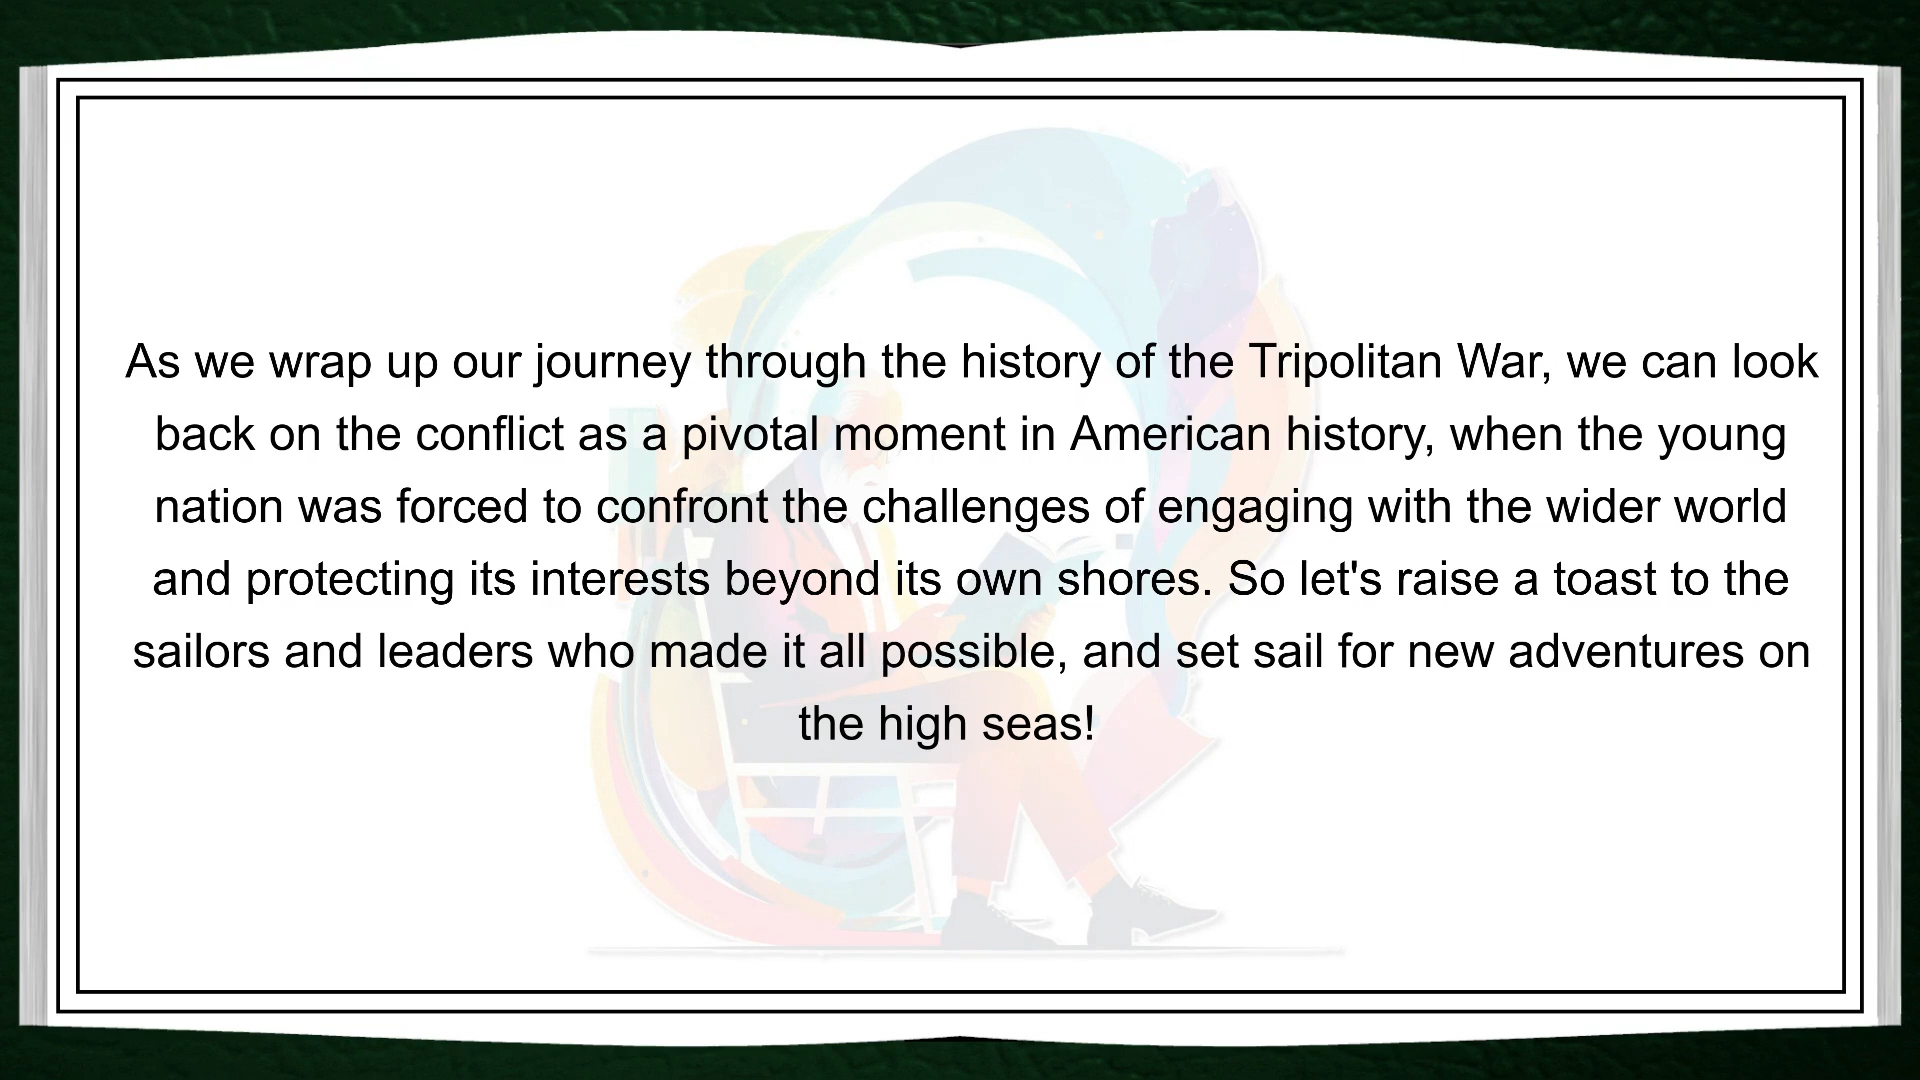 As we wrap up our journey through the history of the Tripolitan War, we can look
back on the conflict as a pivotal moment in American history, when the young
nation was forced to confront the challenges of engaging with the wider world
and protecting its interests beyond its own shores. So let's raise a toast to the
sailors and leaders who made it all possible, and set sail for new adventures on
the high seas!